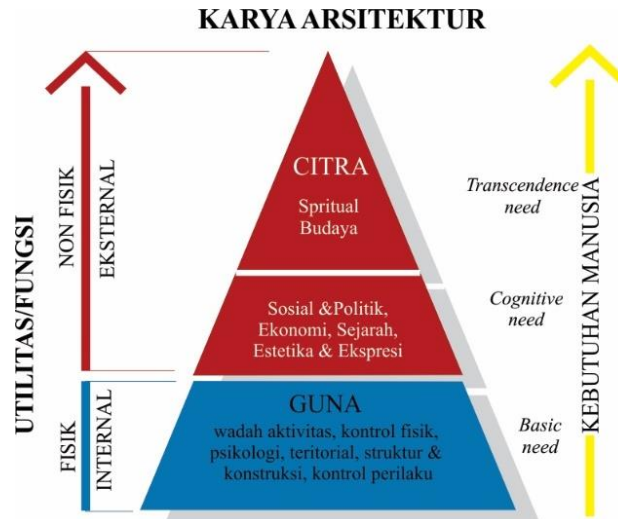 KARYA ARSITEKTUR
UTILITAS/FUNGSI
NON FISIK
EKSTERNAL
FISIK
INTERNAL
CITRA
Spritual
Budaya
Sosial &Politik,
Ekonomi, Sejarah,
Estetika & Ekspresi
GUNA
wadah aktivitas, kontrol fisik,
psikologi, teritorial, struktur &
konstruksi, kontrol perilaku
Transcendence
need
Cognitive
need
Basic
need
KEBUTUHAN MANUSIA